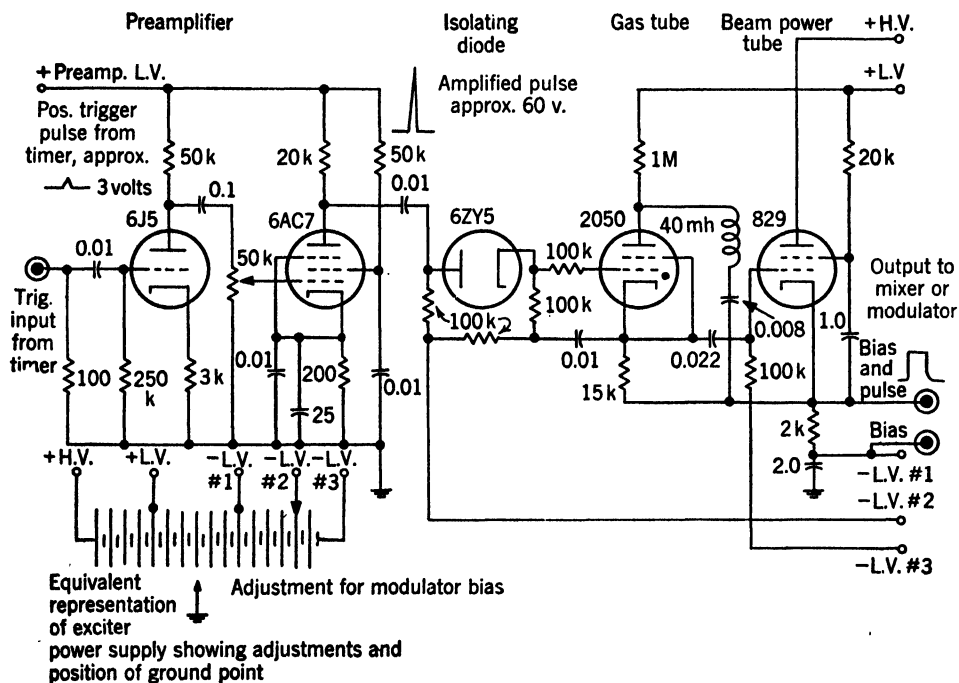 Preamplifier
Isolating
diode
Gas tube
Beam power
tube
+H.V.
+Preamp. L.V.
+L.V
Pos. trigger
pulse from
timer, approx.
3 volts
Amplified pulse
approx. 60 v.
50k
20k
50k
1M
20k
0.1
0.01
6J5
6AC7
6ZY5
2050
40mh
829
0.01
50k
100k
100k
Trig.
input
from
timer
100k
0.008
1.0
Output to
mixer or
modulator
0.01
0.022
Bias
and
pulse
100
250
k
3k
0.01
200
0.01
15k
100k
25
2k
Bias
2.0
+H.V.
+L.V.
-L.V.
#1
-L.V.
#2
-L.V.
#3
-L.V. #1
-L.V. #2
-L.V. #3
Equivalent
representation
of exciter
power supply showing adjustments and
position of ground point
Adjustment for modulator bias